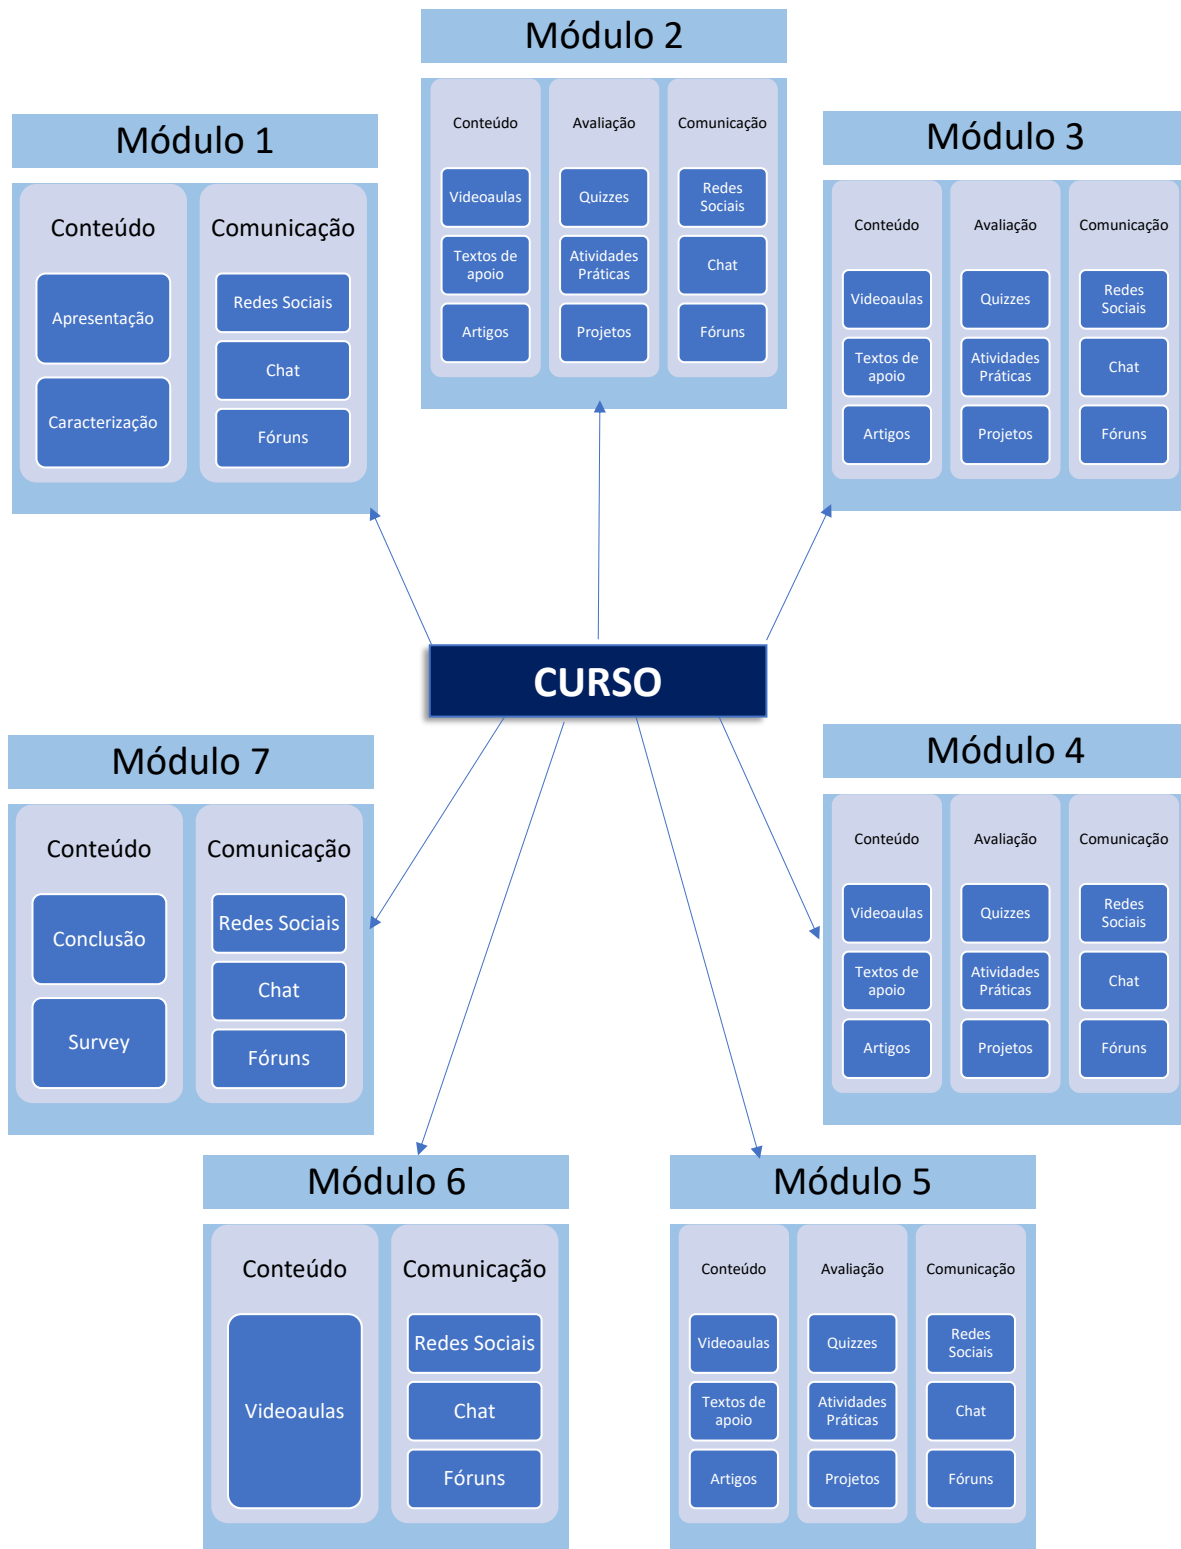 Módulo 1
Conteúdo
Apresentação
Caracterização
Comunicação
Redes Sociais
Chat
Fóruns
Módulo 2
Conteúdo
Videoaulas
Textos de
apoio
Artigos
Avaliação
Quizzes
Atividades
Práticas
Projetos
Comunicação
Redes
Sociais
Chat
Fóruns
Módulo 3
Conteúdo
Videoaulas
Textos de
apoio
Artigos
Avaliação
Quizzes
Atividades
Práticas
Projetos
Comunicação
Redes
Sociais
Chat
Fóruns
CURSO
Módulo 7
Conteúdo
Conclusão
Survey
Comunicação
Redes Sociais
Chat
Fóruns
Módulo 4
Conteúdo
Videoaulas
Textos de
apoio
Artigos
Avaliação
Quizzes
Atividades
Práticas
Projetos
Comunicação
Redes
Sociais
Chat
Fóruns
Módulo 6
Conteúdo
Videoaulas
Comunicação
Redes Sociais
Chat
Fóruns
Módulo 5
Conteúdo
Videoaulas
Textos de
apoio
Artigos
Avaliação
Quizzes
Atividades
Práticas
Projetos
Comunicação
Redes
Sociais
Chat
Fóruns